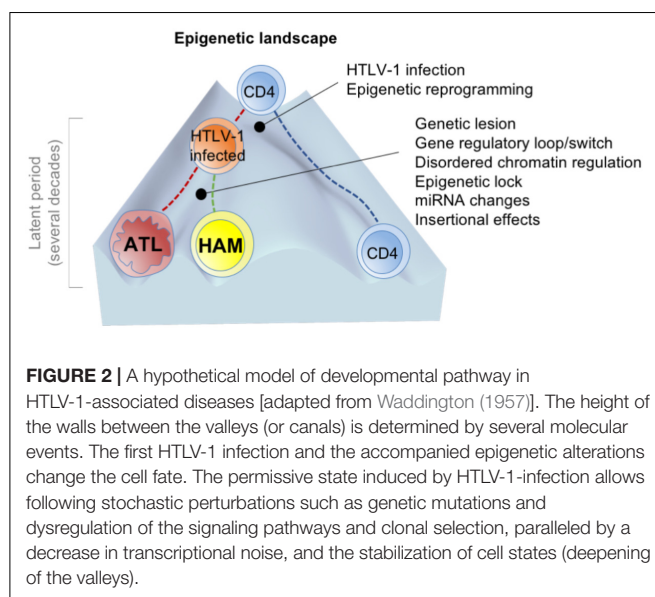 Epigenetic landscape
CD4
HTLV-1 infection
Epigenetic reprogramming
HTLV-1
infected
Genetic lesion
Gene regulatory loop/switch
Disordered chromatin regulation
Epigenetic lock
miRNA changes
Insertional effects
Latent period
(several decades)
ATL
HAM
CD4
FIGURE 2 | A hypothetical model of developmental pathway in
HTLV-1-associated diseases [adapted from Waddington (1957)]. The height of
the walls between the valleys (or canals) is determined by several molecular
events. The first HTLV-1 infection and the accompanied epigenetic alterations
change the cell fate. The permissive state induced by HTLV-1-infection allows
following stochastic perturbations such as genetic mutations and
dysregulation of the signaling pathways and clonal selection, paralleled by a
decrease in transcriptional noise, and the stabilization of cell states (deepening
of the valleys).